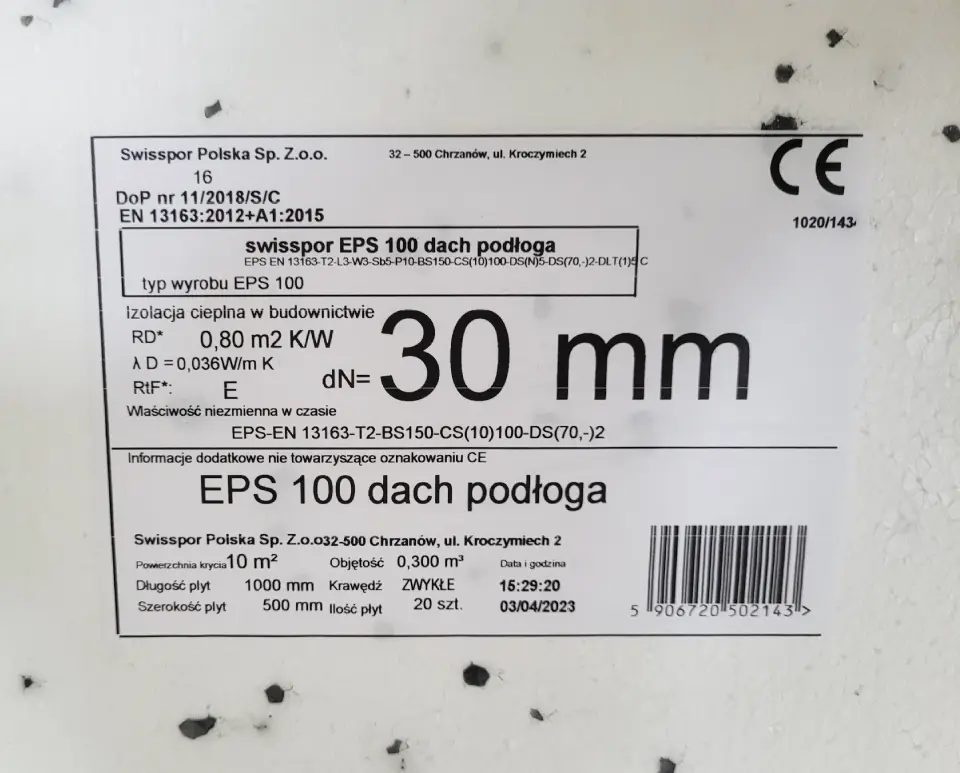 Swisspor Polska Sp. Z.o.o. 32 – 500 Chrzanów, ul. Kroczymiech 2
16
CE
DoP nr 11/2018/S/C
EN 13163:2012+A1:2015
1020/1434
swisspor EPS 100 dach podłoga
EPS EN 13163-T2-L3-W3-Sb5-P10-BS150-CS(10)100-DS(N)5-DS(70,-)2-DLT(1)5 C
typ wyrobu EPS 100
Izolacja cieplna w budownictwie
RD* 0,80 m2 K/W
λ D =0,036W/m K
RtF*: E
dN= 30 mm
Właściwość niezmienna w czasie
EPS-EN 13163-T2-BS150-CS(10)100-DS(70,-)2
Informacje dodatkowe nie towarzyszące oznakowaniu CE
EPS 100 dach podłoga
Swisspor Polska Sp. Z.o.o32-500 Chrzanów, ul. Kroczymiech 2
Powierzchnia krycia 10 m² Objętość 0,300 m³ Data i godzina
Długość płyt 1000 mm Krawędź ZWYKŁE 15:29:20
Szerokość płyt 500 mm Ilość płyt 20 szt. 03/04/2023
5 906720 502143 >